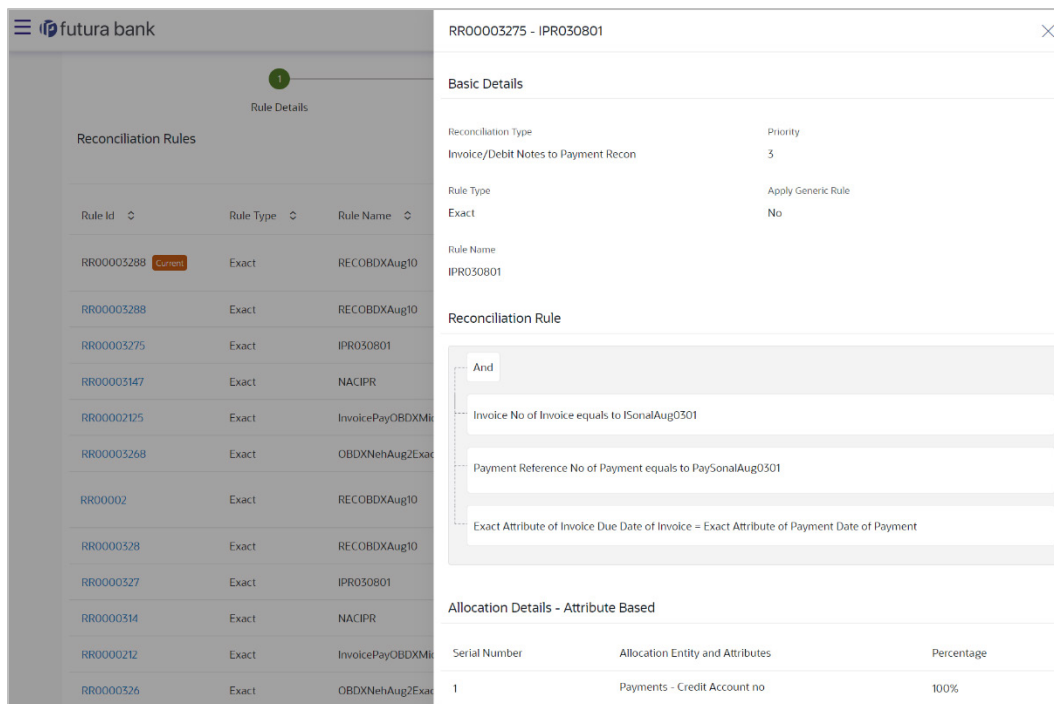 futura bank
1
Rule Details
Reconciliation Rules
Rule Id Rule Type Rule Name
RR00003288 Current Exact RECOBDXAug10
RR00003288 Exact RECOBDXAug10
RR00003275 Exact IPR030801
RR00003147 Exact NACIPR
RR00002125 Exact InvoicePayOBDXMi
RR00003268 Exact OBDXNehAug2Exac
RR00002 Exact RECOBDXAug10
RR0000328 Exact RECOBDXAug10
RR0000327 Exact IPR030801
RR0000314 Exact NACIPR
RR0000212 Exact InvoicePayOBDXMi
RR0000326 Exact OBDXNehAug2Exac
RR00003275 - IPR030801
Basic Details
Reconciliation Type Priority
Invoice/Debit Notes to Payment Recon 3
Rule Type Apply Generic Rule
Exact No
Rule Name
IPR030801
Reconciliation Rule
And
Invoice No of Invoice equals to ISonalAug0301
Payment Reference No of Payment equals to PaySonalAug0301
Exact Attribute of Invoice Due Date of Invoice = Exact Attribute of Payment Date of Payment
Allocation Details - Attribute Based
Serial Number Allocation Entity and Attributes Percentage
1 Payments - Credit Account no 100%